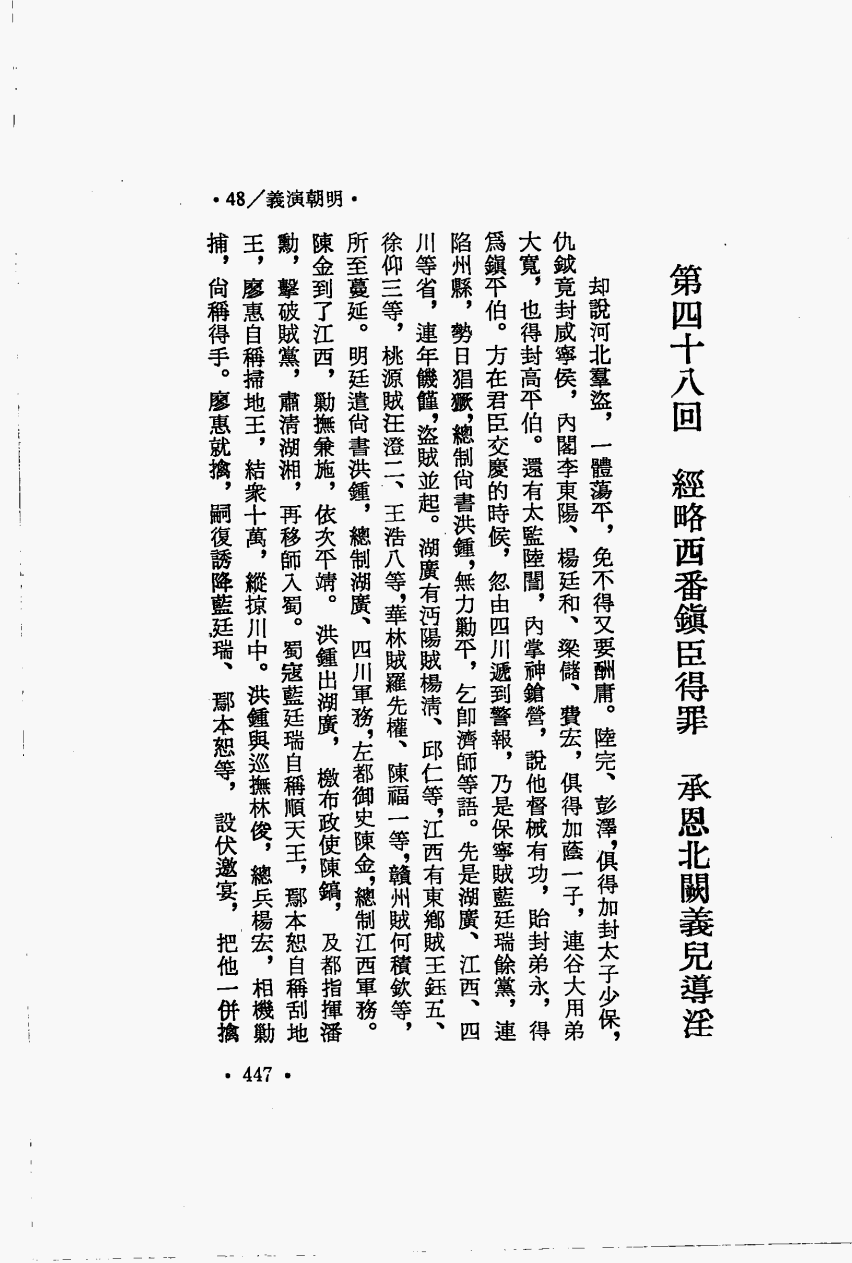 ・48／義演朝明・
第四十八回　經略西番鎭臣得罪　承恩北闕義兒導淫
却說河北羣盜，一體蕩平，免不得又要酬庸。陸完、彭澤，俱得加封太子少保，
仇鉞竟封咸寧侯，內閣李東陽、楊廷和、梁儲、費宏，俱得加蔭一子，連谷大用弟
大寬，也得封高平伯。還有太監陸誾，內掌神鎗營，說他督械有功，貽封弟永，得
爲鎭平伯。方在君臣交慶的時候，忽由四川遞到警報，乃是保寧賊藍廷瑞餘黨，連
陷州縣，勢日猖獗，總制尙書洪鍾，無力勦平，乞卽濟師等語。先是湖廣、江西、四
川等省，連年饑饉，盜賊並起。湖廣有沔陽賊楊淸、邱仁等，江西有東鄕賊王鈺五、
徐仰三等，桃源賊汪澄二、王浩八等，華林賊羅先權、陳福一等，贛州賊何積欽等，
所至蔓延。明廷遣尙書洪鍾，總制湖廣、四川軍務，左都御史陳金，總制江西軍務。
陳金到了江西，勦撫兼施，依次平靖。洪鍾出湖廣，檄布政使陳鎬，及都指揮潘
勳，擊破賊黨，肅淸湖湘，再移師入蜀。蜀寇藍廷瑞自稱順天王，鄢本恕自稱刮地
王，廖惠自稱掃地王，結衆十萬，縱掠川中。洪鍾與巡撫林俊，總兵楊宏，相機勦
捕，尙稱得手。廖惠就擒，嗣復誘降藍廷瑞、鄢本恕等，設伏邀宴，把他一併擒
・447・